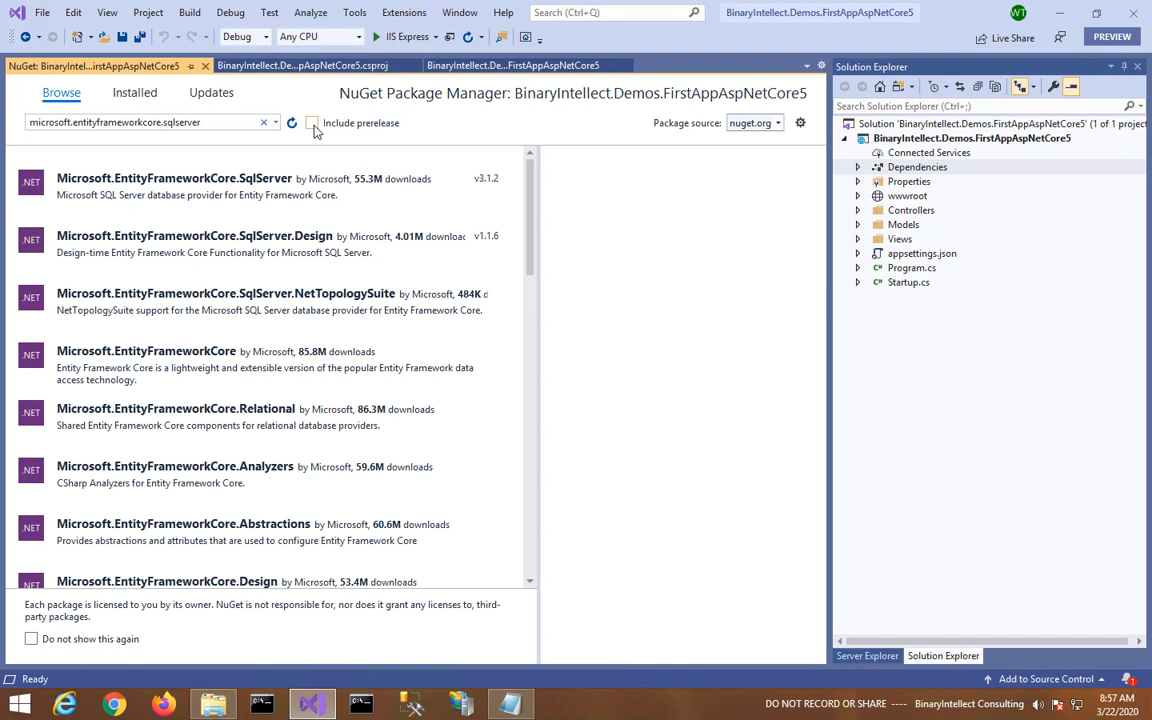 File Edit View Project Build Debug Test Analyze Tools Extensions Window Help Search (Ctrl+Q) BinaryIntellect.Demos.FirstAppAspNetCore5 WT
Debug Any CPU IIS Express Live Share PREVIEW
NuGet: BinaryIntel...irstAppAspNetCore5 BinaryIntellect.De...pAspNetCore5.csproj BinaryIntellect.De...FirstAppAspNetCore5
Browse Installed Updates NuGet Package Manager: BinaryIntellect.Demos.FirstAppAspNetCore5
microsoft.entityframeworkcore.sqlserver Include prerelease Package source: nuget.org
.NET Microsoft.EntityFrameworkCore.SqlServer by Microsoft, 55.3M downloads v3.1.2
Microsoft SQL Server database provider for Entity Framework Core.
.NET Microsoft.EntityFrameworkCore.SqlServer.Design by Microsoft, 4.01M downloac v1.1.6
Design-time Entity Framework Core Functionality for Microsoft SQL Server.
.NET Microsoft.EntityFrameworkCore.SqlServer.NetTopologySuite by Microsoft, 484K d
NetTopologySuite support for the Microsoft SQL Server database provider for Entity Framework Core.
.NET Microsoft.EntityFrameworkCore by Microsoft, 85.8M downloads
Entity Framework Core is a lightweight and extensible version of the popular Entity Framework data
access technology.
.NET Microsoft.EntityFrameworkCore.Relational by Microsoft, 86.3M downloads
Shared Entity Framework Core components for relational database providers.
.NET Microsoft.EntityFrameworkCore.Analyzers by Microsoft, 59.6M downloads
CSharp Analyzers for Entity Framework Core.
.NET Microsoft.EntityFrameworkCore.Abstractions by Microsoft, 60.6M downloads
Provides abstractions and attributes that are used to configure Entity Framework Core
.NET Microsoft.EntityFrameworkCore.Design by Microsoft, 53.4M downloads
Each package is licensed to you by its owner. NuGet is not responsible for, nor does it grant any licenses to, third-
party packages.
Do not show this again
Solution Explorer
Search Solution Explorer (Ctrl+;)
Solution 'BinaryIntellect.Demos.FirstAppAspNetCore5' (1 of 1 project
BinaryIntellect.Demos.FirstAppAspNetCore5
Connected Services
Dependencies
Properties
wwwroot
Controllers
Models
Views
appsettings.json
C# Program.cs
C# Startup.cs
Server Explorer Solution Explorer
Ready Add to Source Control 1
DO NOT RECORD OR SHARE ---- BinaryIntellect Consulting 8:57 AM
3/22/2020